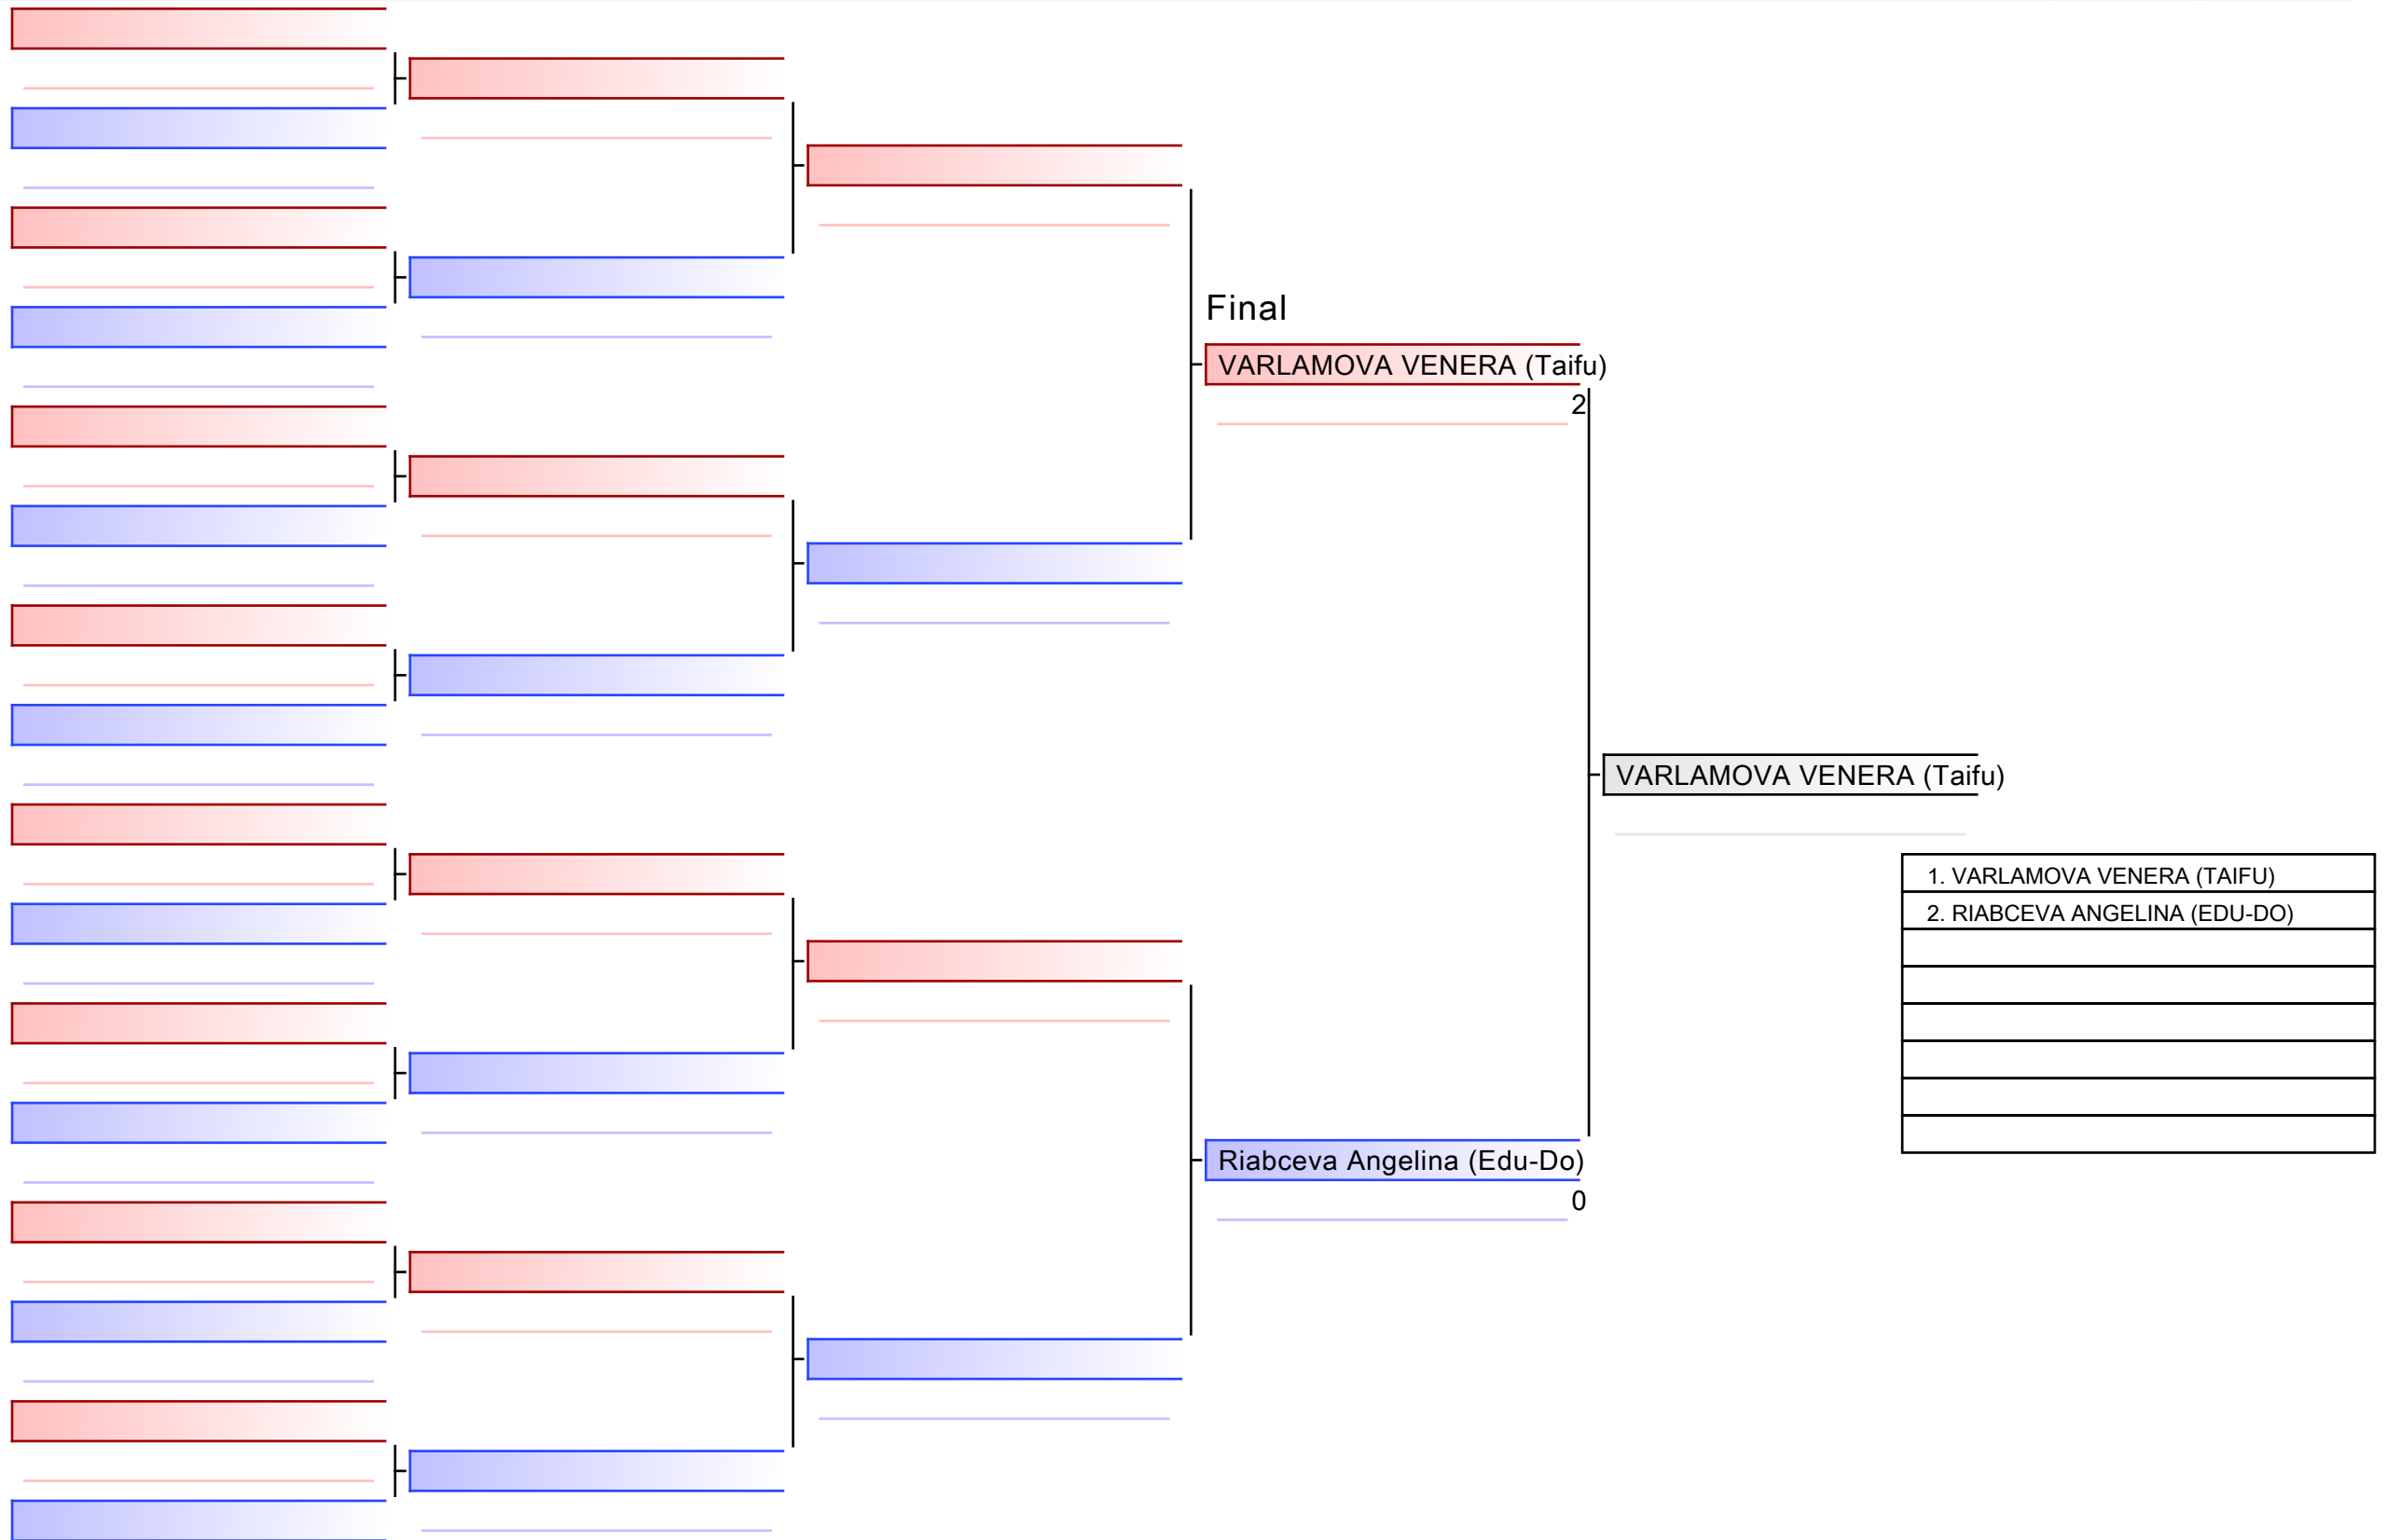 Final
VARLAMOVA VENERA (Taifu)
2
VARLAMOVA VENERA (Taifu)
1. VARLAMOVA VENERA (TAIFU)
2. RIABCEVA ANGELINA (EDU-DO)
Riabceva Angelina (Edu-Do)
0